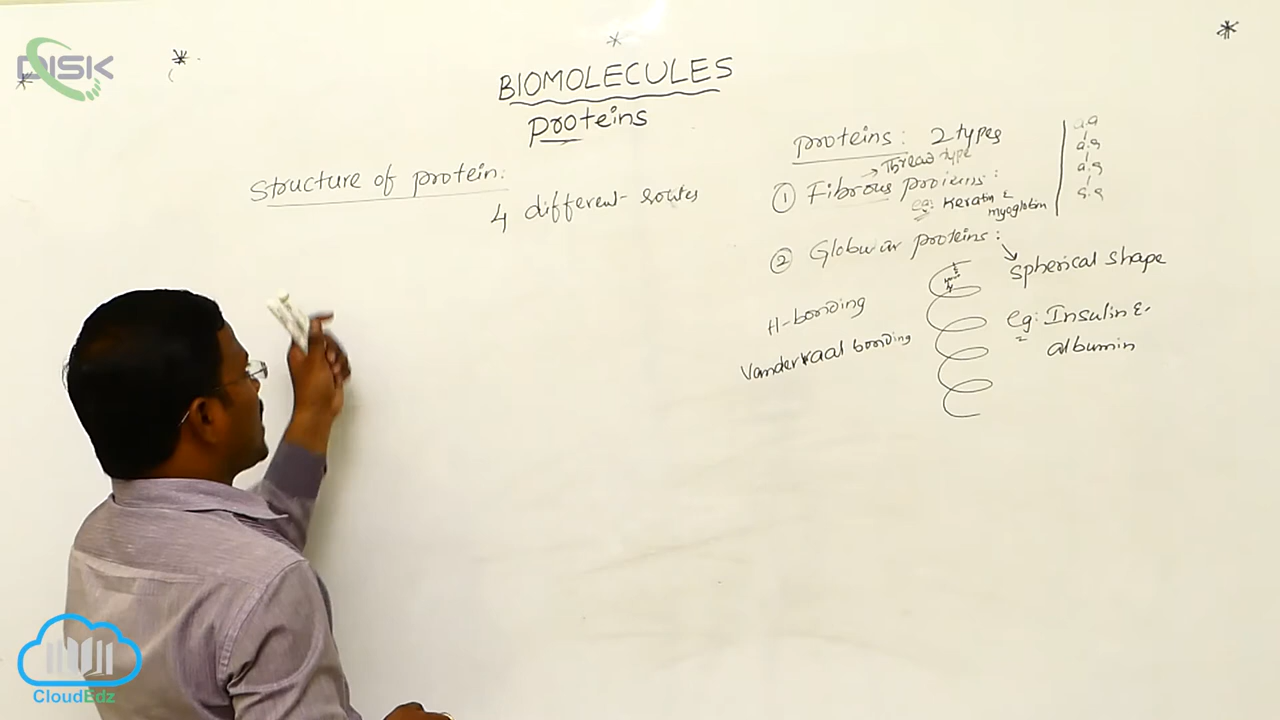 DISK
BIOMOLECULES
Proteins
Structure of protein:
4 different routes
proteins: 2 types
→ Thread type
① Fibrous proteins:
eg: Keratin &
myoglobin
a.a
a.a
a.a
a.a
② Globular proteins:
Spherical shape
eg: Insulin &
albumin
H-bonding
Vanderwaal bonding
CloudEdz